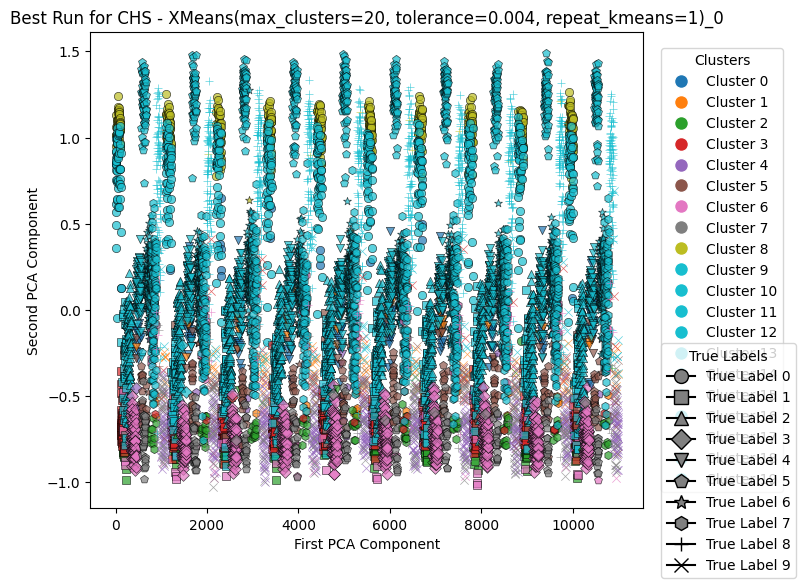 Best Run for CHS - XMeans(max_clusters=20, tolerance=0.004, repeat_kmeans=1)_0
1.5
1.0
0.5
0.0
−0.5
−1.0
Second PCA Component
0
2000
4000
6000
8000
10000
First PCA Component
Clusters
Cluster 0
Cluster 1
Cluster 2
Cluster 3
Cluster 4
Cluster 5
Cluster 6
Cluster 7
Cluster 8
Cluster 9
Cluster 10
Cluster 11
Cluster 12
Cluster 13
True Labels
True Label 0
True Label 1
True Label 2
True Label 3
True Label 4
True Label 5
True Label 6
True Label 7
True Label 8
True Label 9